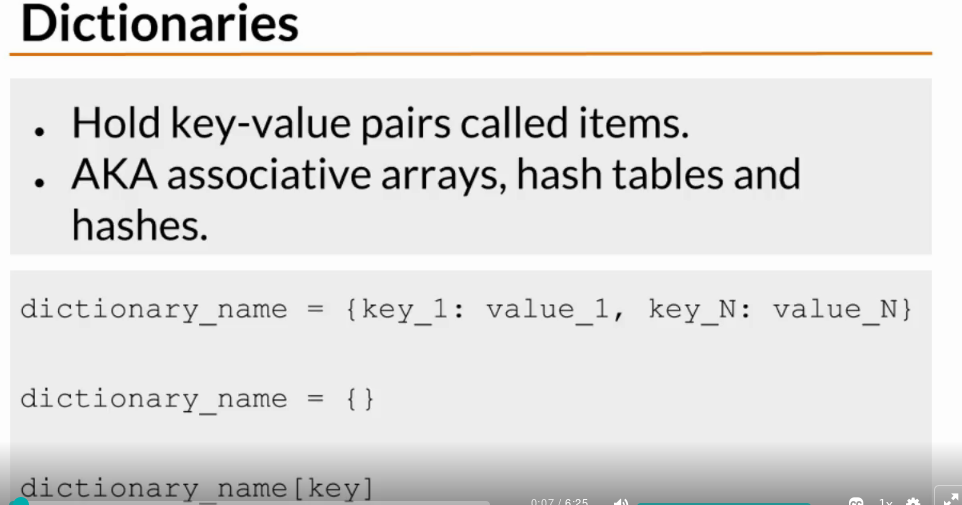 Dictionaries
• Hold key-value pairs called items.
• AKA associative arrays, hash tables and
hashes.
dictionary_name = {key_1: value_1, key_N: value_N}
dictionary_name = {}
dictionary_name[key]
0:07 / 6:25
1x